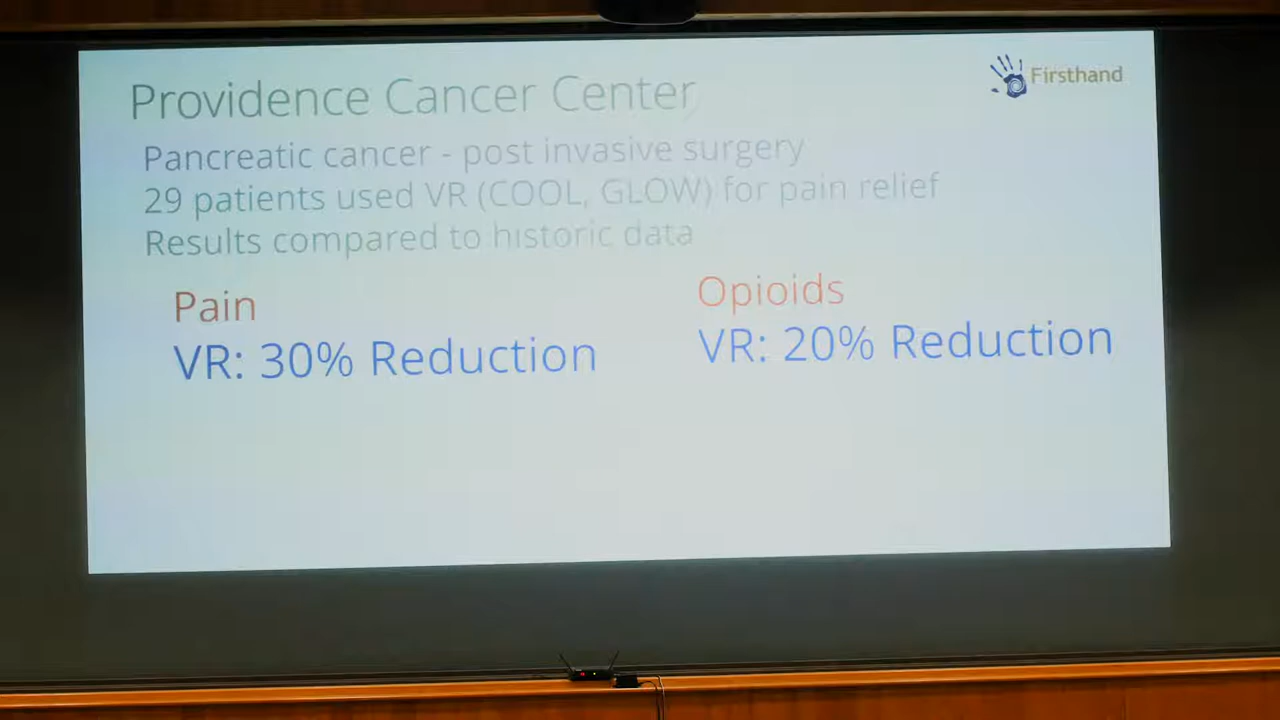 Providence Cancer Center
Firsthand
Pancreatic cancer - post invasive surgery
29 patients used VR (COOL, GLOW) for pain relief
Results compared to historic data
Pain
VR: 30% Reduction
Opioids
VR: 20% Reduction